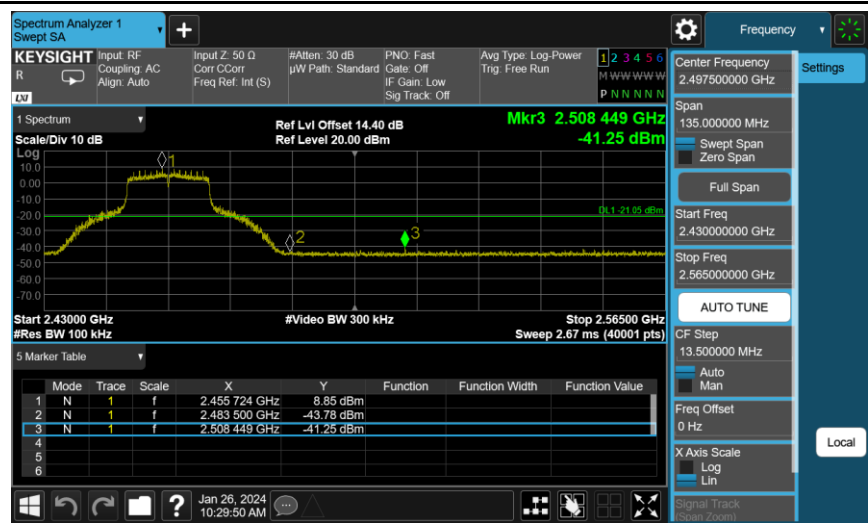 Spectrum Analyzer 1
Swept SA
Frequency
KEYSIGHT
R
LXI
Input: RF
Coupling: AC
Align: Auto
Input Z: 50 Ω
Corr CCorr
Freq Ref: Int (S)
#Atten: 30 dB
µW Path: Standard
PNO: Fast
Gate: Off
IF Gain: Low
Sig Track: Off
Avg Type: Log-Power
Trig: Free Run
1 2 3 4 5 6
M W W W W W
P N N N N N
1 Spectrum
Scale/Div 10 dB
Ref Lvl Offset 14.40 dB
Ref Level 20.00 dBm
Mkr3 2.508 449 GHz
-41.25 dBm
Log
10.0
0.00
-10.0
-20.0
-30.0
-40.0
-50.0
-60.0
-70.0
1
2
3
DL1 -21.05 dBm
Start 2.43000 GHz
#Res BW 100 kHz
#Video BW 300 kHz
Stop 2.56500 GHz
Sweep 2.67 ms (40001 pts)
5 Marker Table
Mode Trace Scale X Y Function Function Width Function Value
1 N 1 f 2.455 724 GHz 8.85 dBm
2 N 1 f 2.483 500 GHz -43.78 dBm
3 N 1 f 2.508 449 GHz -41.25 dBm
4
5
6
?
Jan 26, 2024
10:29:50 AM
Center Frequency
2.497500000 GHz
Span
135.000000 MHz
Swept Span
Zero Span
Full Span
Start Freq
2.430000000 GHz
Stop Freq
2.565000000 GHz
AUTO TUNE
CF Step
13.500000 MHz
Auto
Man
Freq Offset
0 Hz
X Axis Scale
Log
Lin
Signal Track
(Span Zoom)
Settings
Local